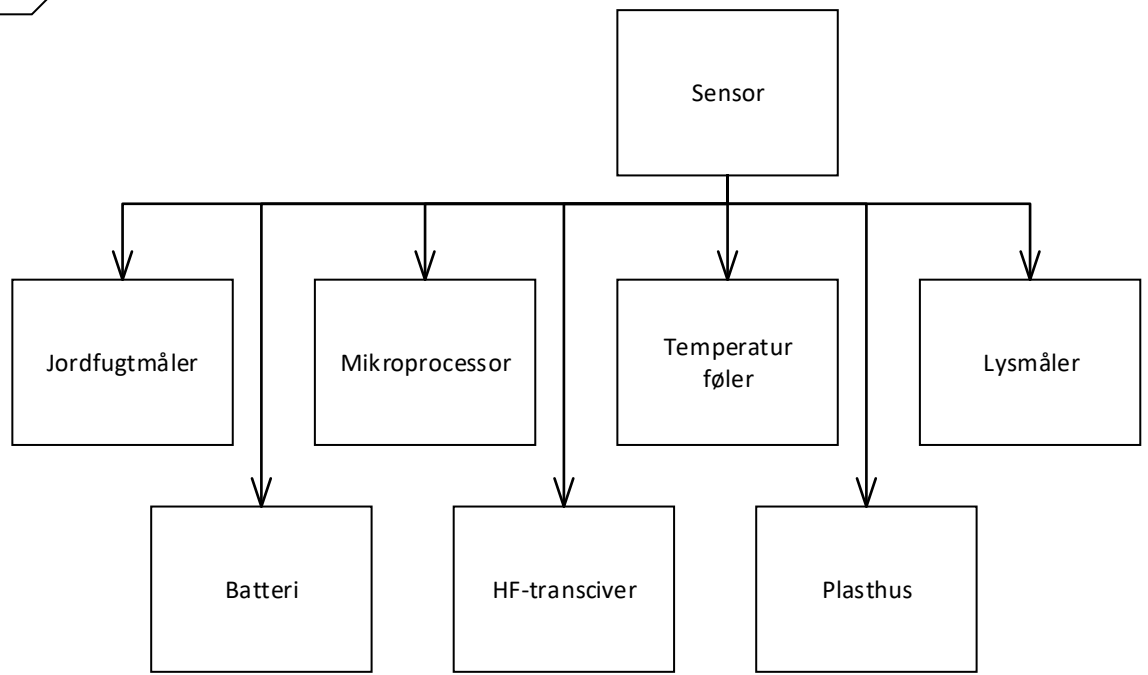 Sensor
Jordfugtmåler
Mikroprocessor
Temperatur
føler
Lysmåler
Batteri
HF-transciver
Plasthus